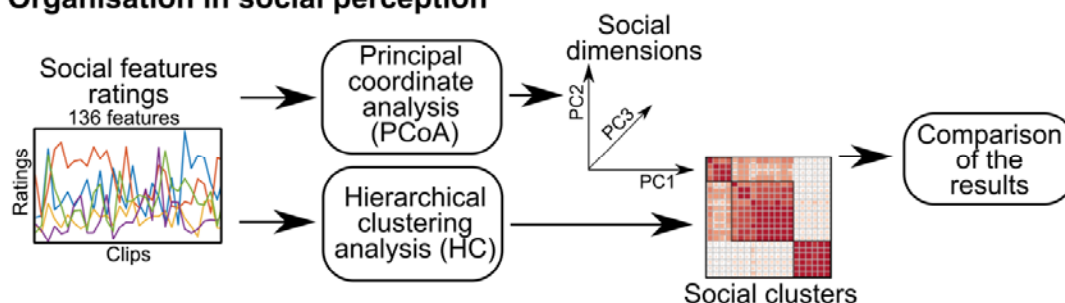 Organisation in social perception
Social features
ratings
136 features
Ratings
Clips
Principal
coordinate
analysis
(PCoA)
Hierarchical
clustering
analysis (HC)
Social
dimensions
PC2
PC3
PC1
Social clusters
Comparison
of the
results